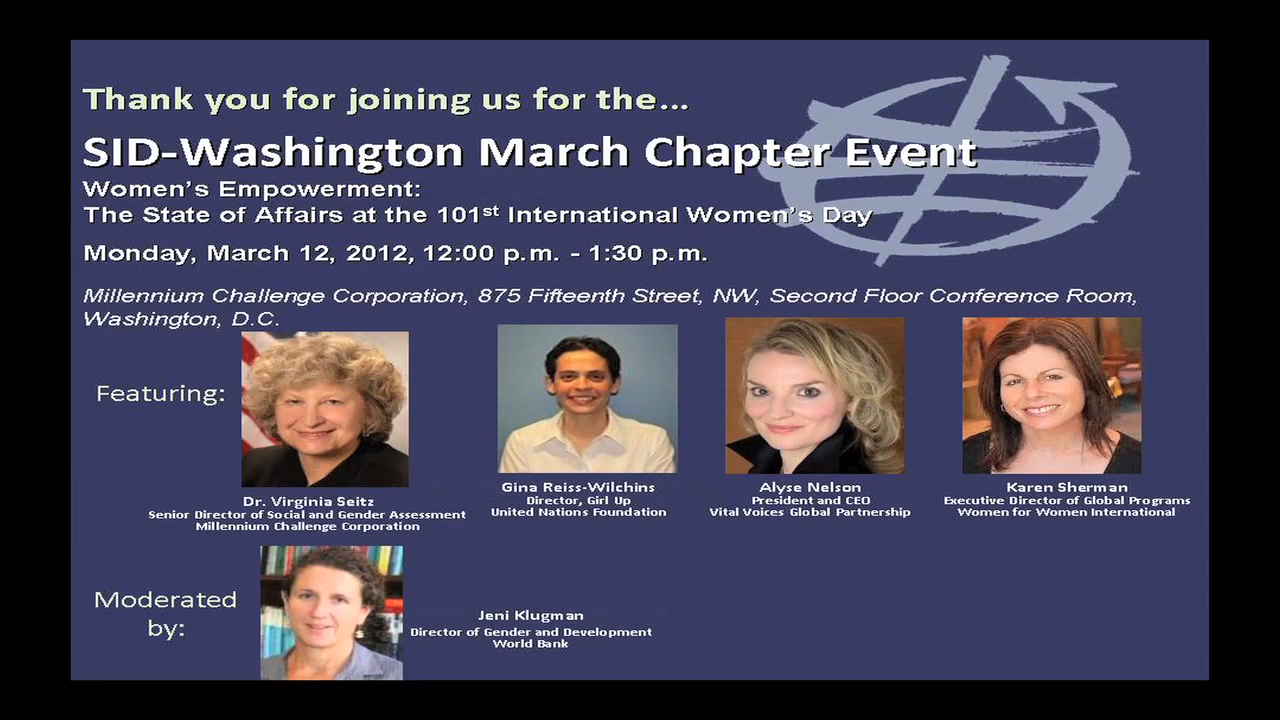 Thank you for joining us for the...
SID-Washington March Chapter Event
Women's Empowerment:
The State of Affairs at the 101st International Women's Day
Monday, March 12, 2012, 12:00 p.m. - 1:30 p.m.
Millennium Challenge Corporation, 875 Fifteenth Street, NW, Second Floor Conference Room,
Washington, D.C.
Featuring:
Dr. Virginia Seitz
Senior Director of Social and Gender Assessment
Millennium Challenge Corporation
Gina Reiss-Wilchins
Director, Girl Up
United Nations Foundation
Alyse Nelson
President and CEO
Vital Voices Global Partnership
Karen Sherman
Executive Director of Global Programs
Women for Women International
Moderated
by:
Jeni Klugman
Director of Gender and Development
World Bank